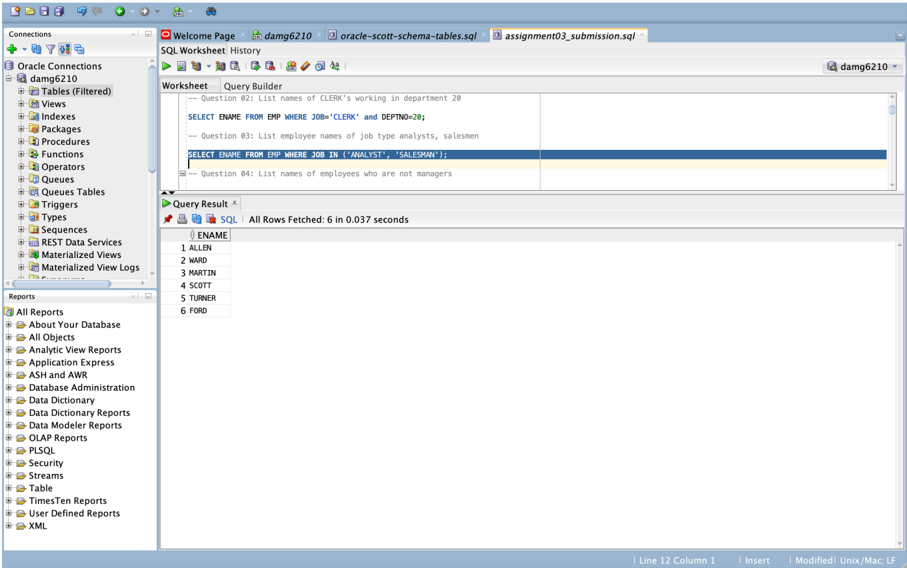 Connections
Oracle Connections
damg6210
Tables (Filtered)
Views
Indexes
Packages
Procedures
Functions
Operators
Queues
Queues Tables
Triggers
Types
Sequences
REST Data Services
Materialized Views
Materialized View Logs
Reports
All Reports
About Your Database
All Objects
Analytic View Reports
Application Express
ASH and AWR
Database Administration
Data Dictionary
Data Dictionary Reports
Data Modeler Reports
OLAP Reports
PLSQL
Security
Streams
Table
TimesTen Reports
User Defined Reports
XML
Welcome Page damg6210 oracle-scott-schema-tables.sql assignment03_submission.sql
SQL Worksheet History
damg6210
Worksheet Query Builder
-- Question 02: List names of CLERK's working in department 20
SELECT ENAME FROM EMP WHERE JOB='CLERK' and DEPTNO=20;
-- Question 03: List employee names of job type analysts, salesmen
SELECT ENAME FROM EMP WHERE JOB IN ('ANALYST', 'SALESMAN');
-- Question 04: List names of employees who are not managers
Query Result x
SQL | All Rows Fetched: 6 in 0.037 seconds
ENAME
1 ALLEN
2 WARD
3 MARTIN
4 SCOTT
5 TURNER
6 FORD
Line 12 Column 1 | Insert | Modified | Unix/Mac: LF